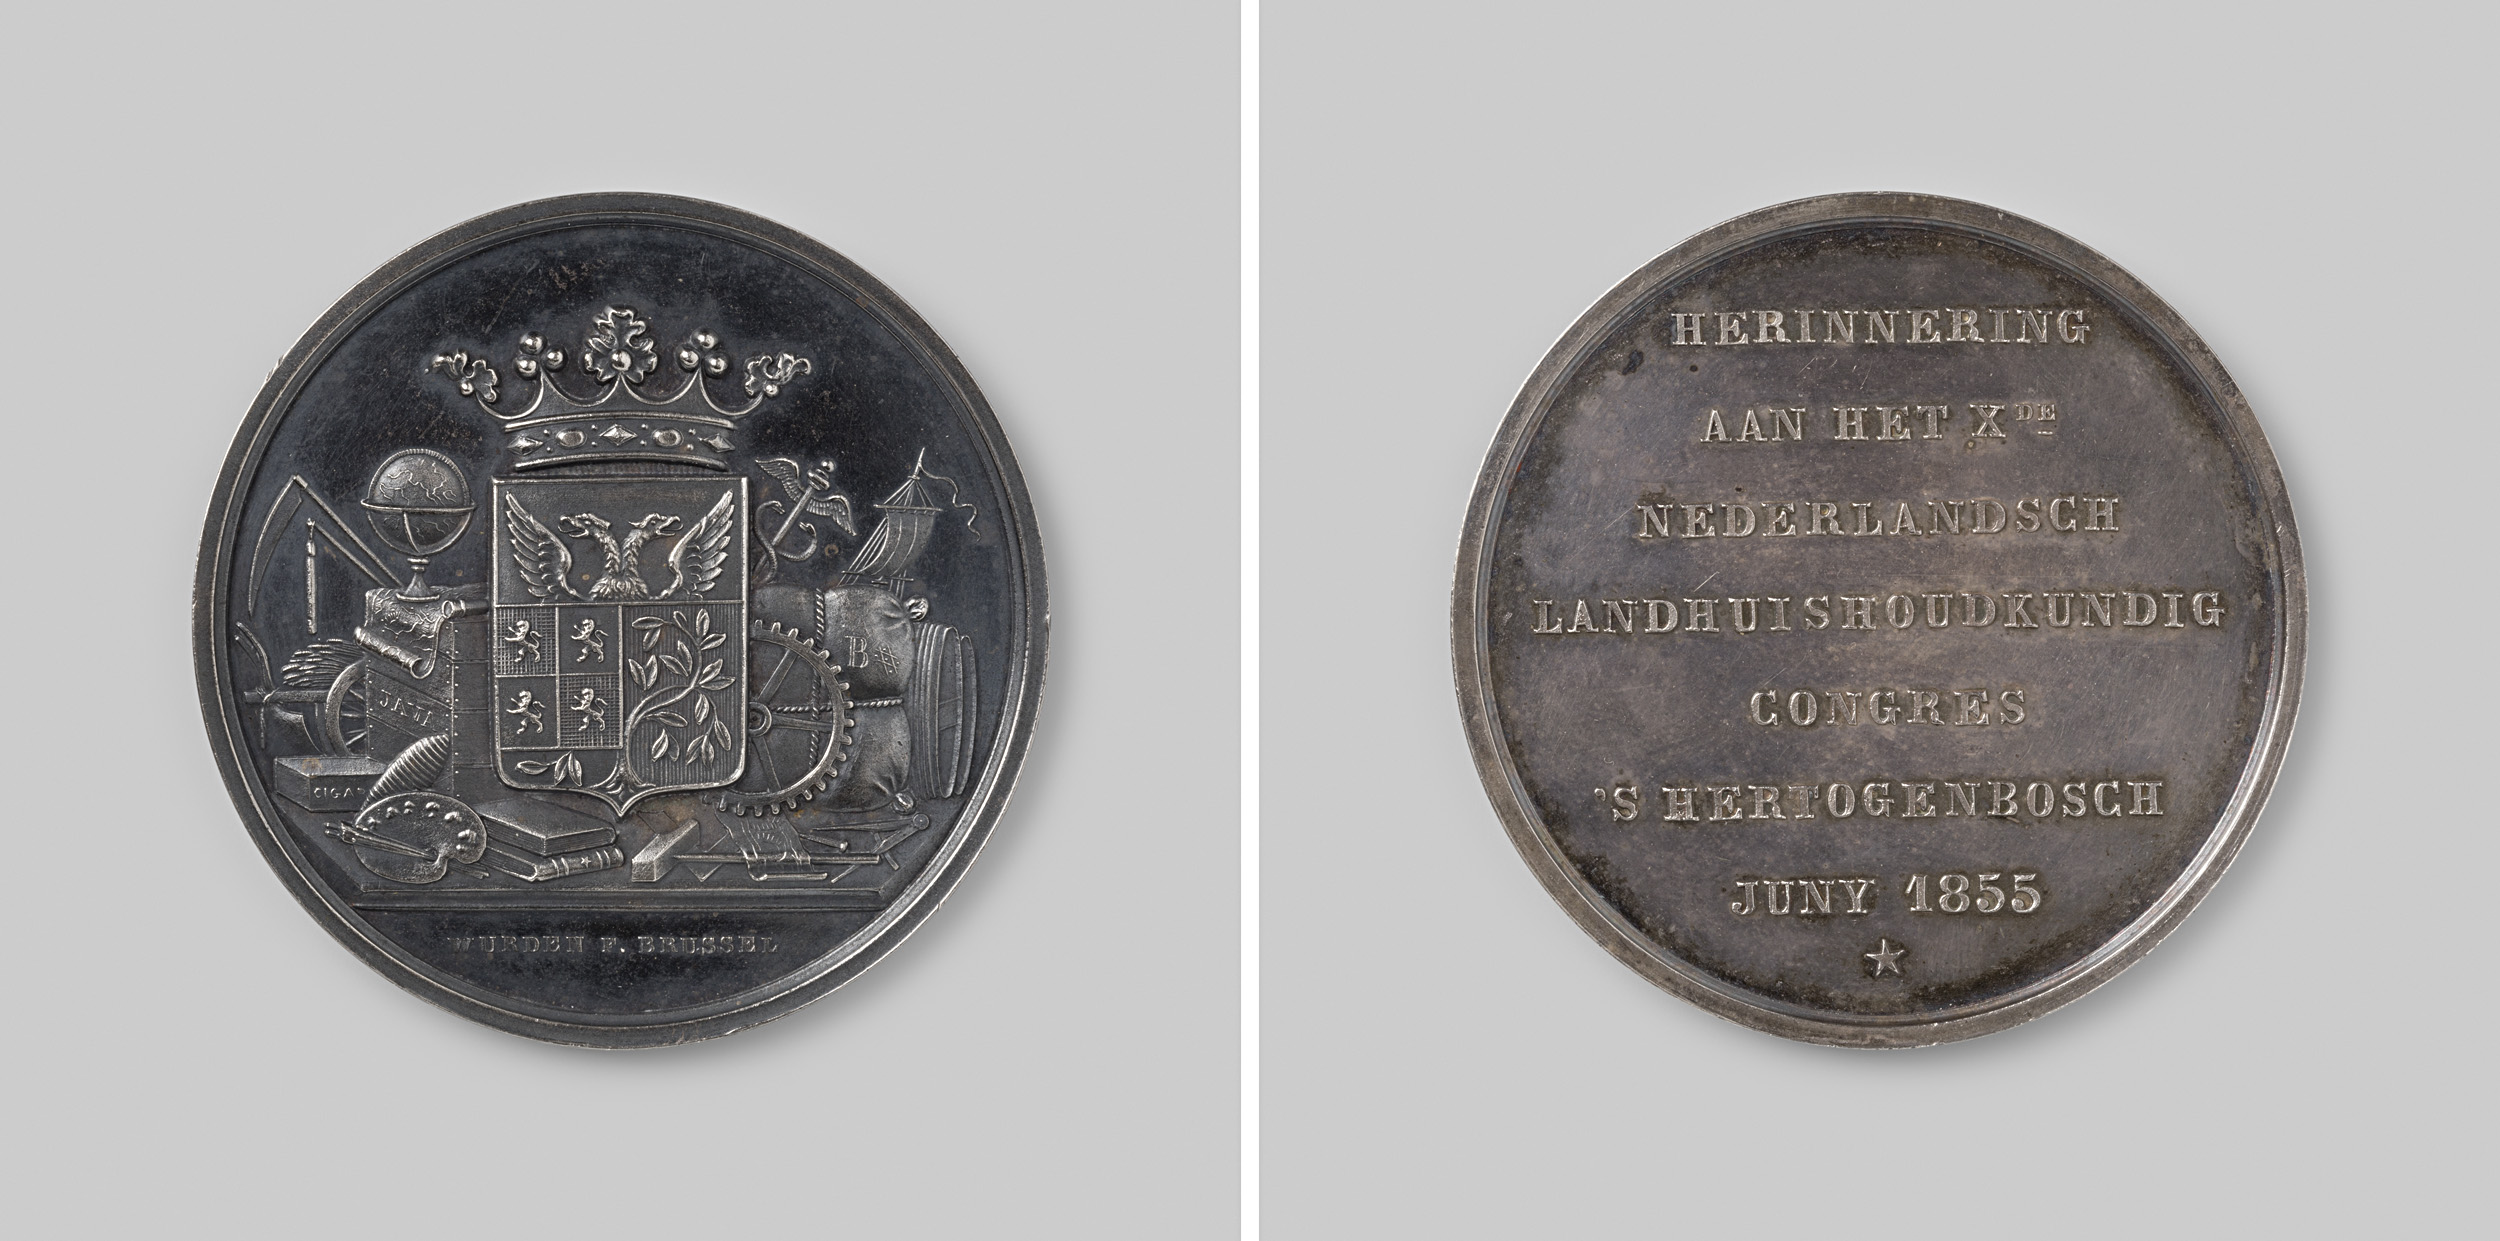 JAVA
B
CIGA
WURDEN F. BRUSSEL
HERINNERING
AAN HET XDE
NEDERLANDSCH
LANDHUISHOUDKUNDIG
CONGRES
'S HERTOGENBOSCH
JUNY 1855